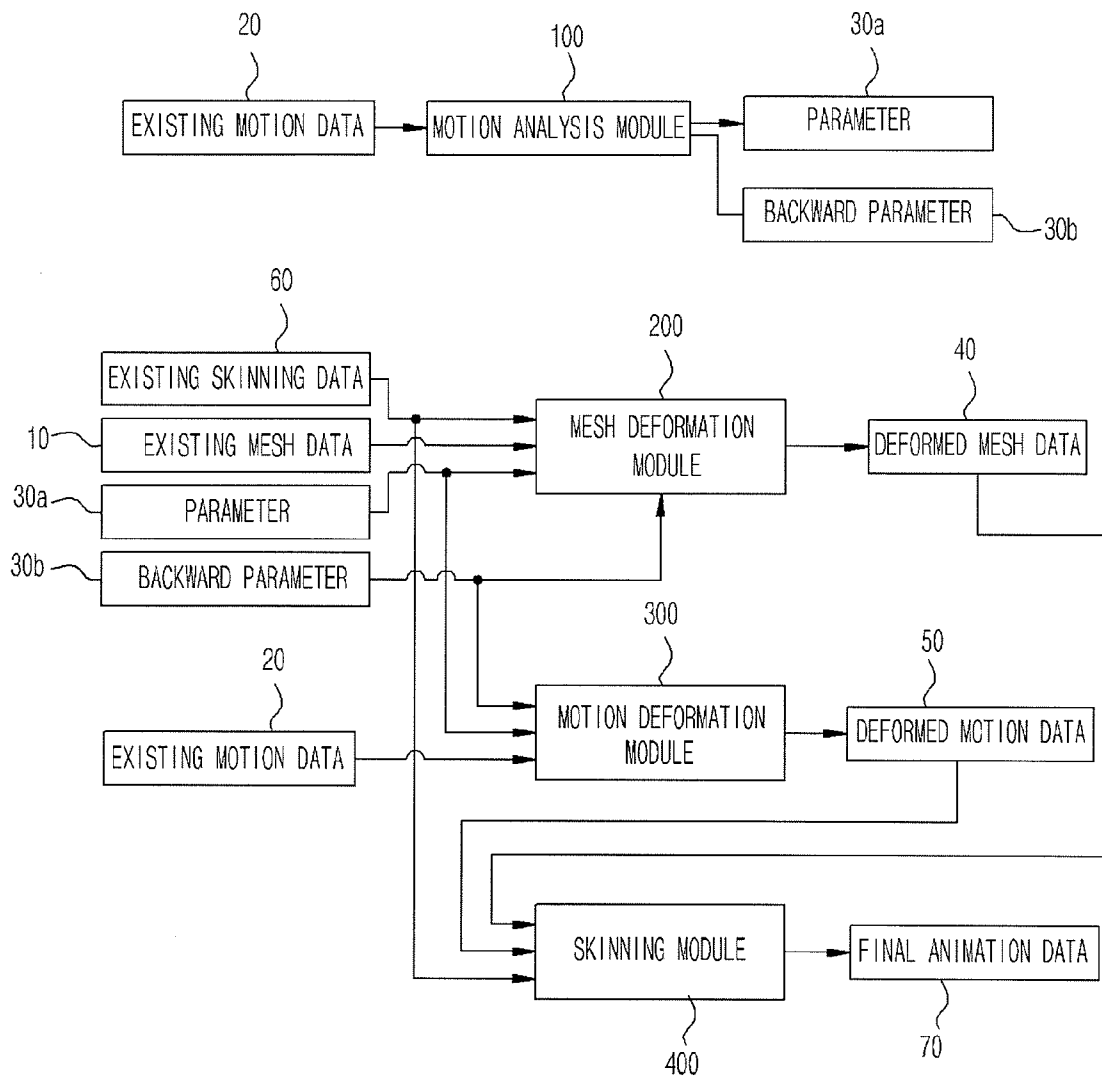 20
100
30a
EXISTING MOTION DATA
MOTION ANALYSIS MODULE
PARAMETER
BACKWARD PARAMETER
30b
60
200
40
EXISTING SKINNING DATA
10
EXISTING MESH DATA
MESH DEFORMATION
MODULE
DEFORMED MESH DATA
30a
PARAMETER
30b
BACKWARD PARAMETER
20
300
50
EXISTING MOTION DATA
MOTION DEFORMATION
MODULE
DEFORMED MOTION DATA
SKINNING MODULE
FINAL ANIMATION DATA
400
70